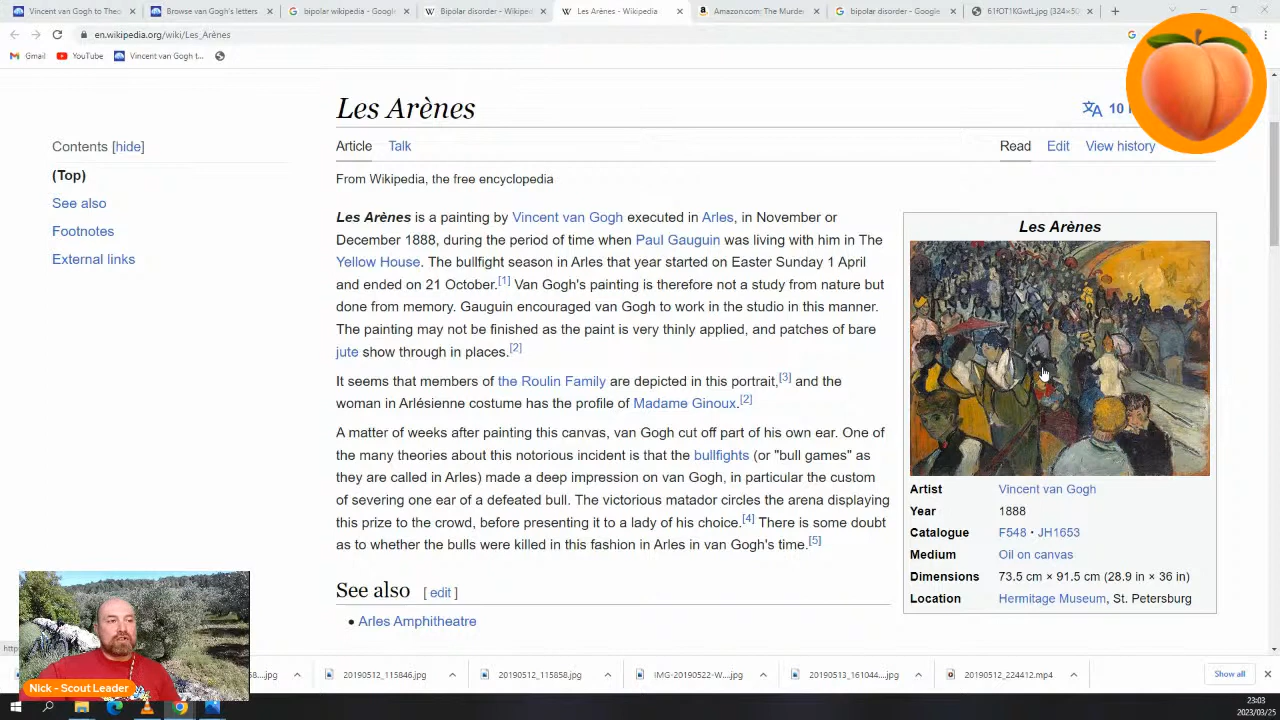 Vincent van Gogh to Theo
Browse van Gogh's letters
bipolar wikipedia - Google
Bipolar disorder - Wikiped
Les Arènes - Wikipedia
Amazon.com: The Murder
bipolar disorder - Google
61fOT1KGwtL.jpg (324×50
en.wikipedia.org/wiki/Les_Arènes
Gmail
YouTube
Vincent van Gogh t...
Les Arènes
10
Contents [hide]
Article
Talk
Read
Edit
View history
(Top)
From Wikipedia, the free encyclopedia
See also
Footnotes
External links
Les Arènes is a painting by Vincent van Gogh executed in Arles, in November or
December 1888, during the period of time when Paul Gauguin was living with him in The
Yellow House. The bullfight season in Arles that year started on Easter Sunday 1 April
and ended on 21 October.[1] Van Gogh's painting is therefore not a study from nature but
done from memory. Gauguin encouraged van Gogh to work in the studio in this manner.
The painting may not be finished as the paint is very thinly applied, and patches of bare
jute show through in places.[2]
It seems that members of the Roulin Family are depicted in this portrait,[3] and the
woman in Arlésienne costume has the profile of Madame Ginoux.[2]
A matter of weeks after painting this canvas, van Gogh cut off part of his own ear. One of
the many theories about this notorious incident is that the bullfights (or "bull games" as
they are called in Arles) made a deep impression on van Gogh, in particular the custom
of severing one ear of a defeated bull. The victorious matador circles the arena displaying
this prize to the crowd, before presenting it to a lady of his choice.[4] There is some doubt
as to whether the bulls were killed in this fashion in Arles in van Gogh's time.[5]
See also [ edit ]
Arles Amphitheatre
Les Arènes
Artist Vincent van Gogh
Year 1888
Catalogue F548 · JH1653
Medium Oil on canvas
Dimensions 73.5 cm × 91.5 cm (28.9 in × 36 in)
Location Hermitage Museum, St. Petersburg
Nick - Scout Leader
20190512_115846.jpg
IMG-20190522-W....jpg
20190513_161044....jpg
20190512_224412.mp4
Show all
23:03
2023/03/25